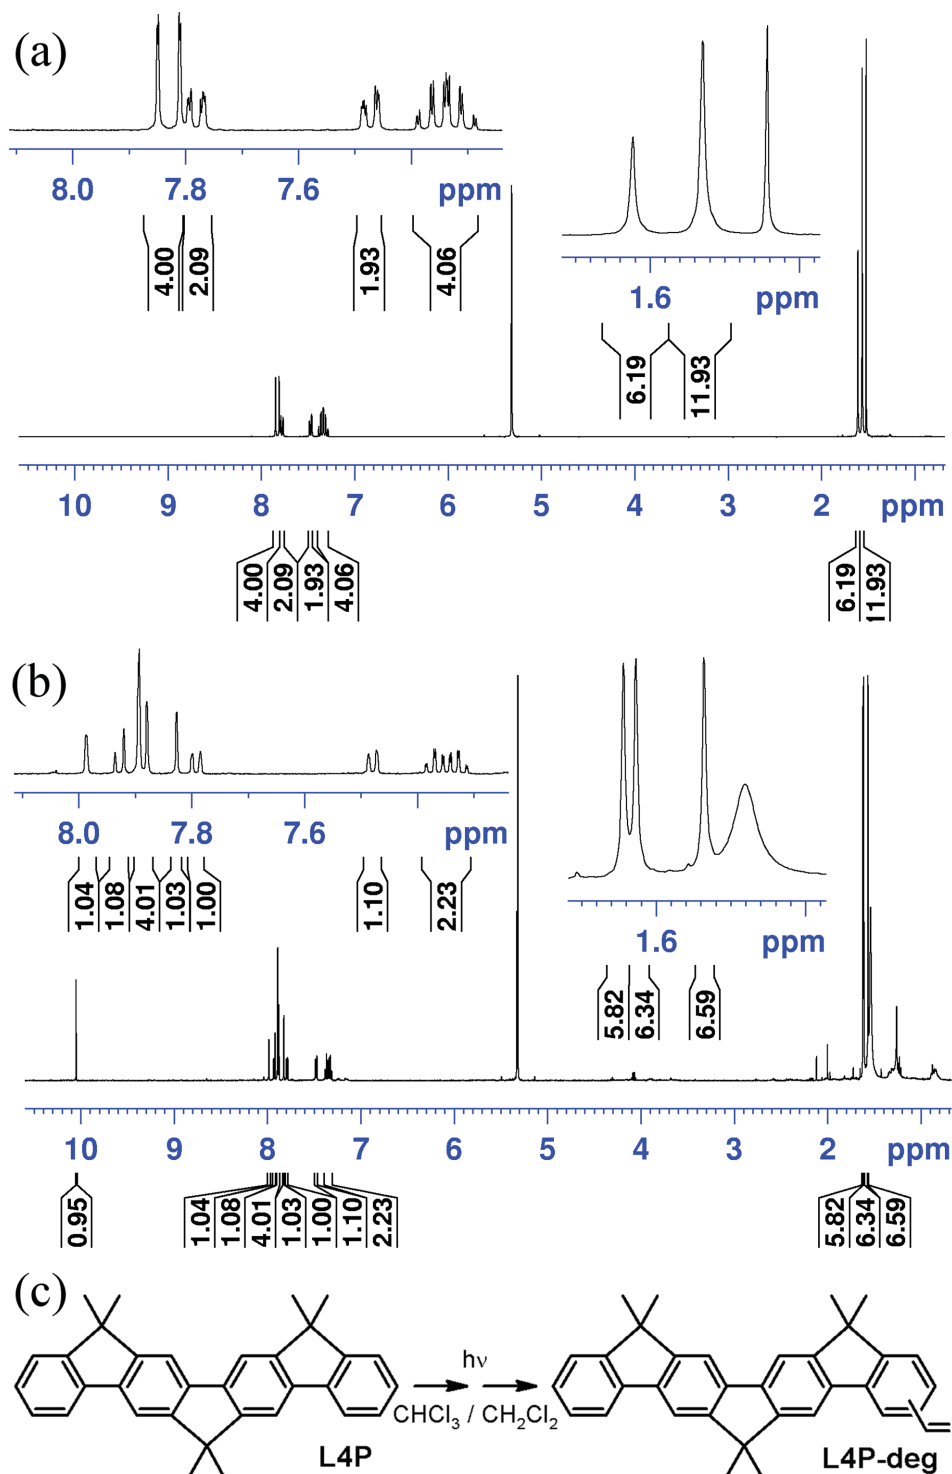 (a)
8.0 7.8 7.6 ppm
4.00 2.09 1.93 4.06
1.6 ppm
6.19 11.93
10 9 8 7 6 5 4 3 2 ppm
4.00 2.09 1.93 4.06 6.19 11.93
(b)
8.0 7.8 7.6 ppm
1.04 1.08 4.01 1.03 1.00 1.10 2.23
1.6 ppm
5.82 6.34 6.59
10 9 8 7 6 5 4 3 2 ppm
0.95 1.04 1.08 4.01 1.03 1.00 1.10 2.23 5.82 6.34 6.59
(c)
hν
CHCl3 / CH2Cl2
L4P L4P-deg